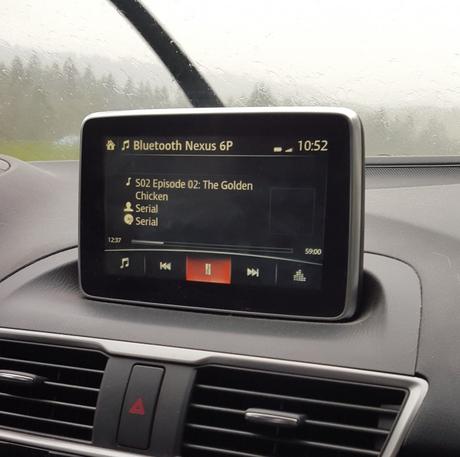 Bluetooth Nexus 6P 10:52
S02 Episode 02: The Golden
Chicken
Serial
Serial
12:37 59:00